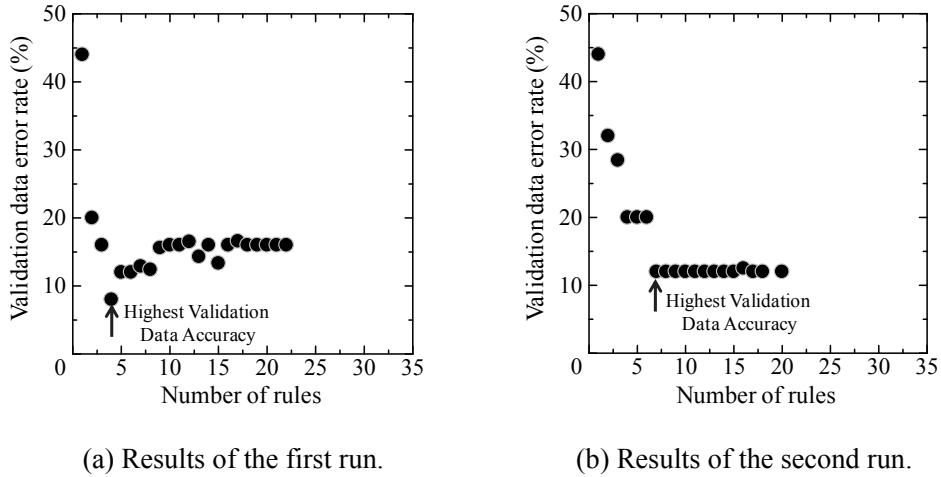 Validation data error rate (%)
50
40
30
20
10
0
5
10
15
20
25
30
35
Highest Validation
Data Accuracy
Number of rules
(a) Results of the first run.
Validation data error rate (%)
50
40
30
20
10
0
5
10
15
20
25
30
35
Highest Validation
Data Accuracy
Number of rules
(b) Results of the second run.